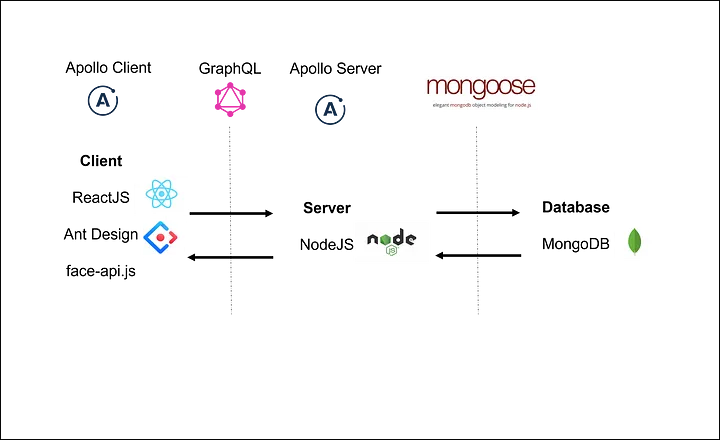 Apollo Client
GraphQL
Apollo Server
mongoose
elegant mongodb object modeling for node.js
Client
ReactJS
Ant Design
face-api.js
Server
NodeJS
node
JS
Database
MongoDB